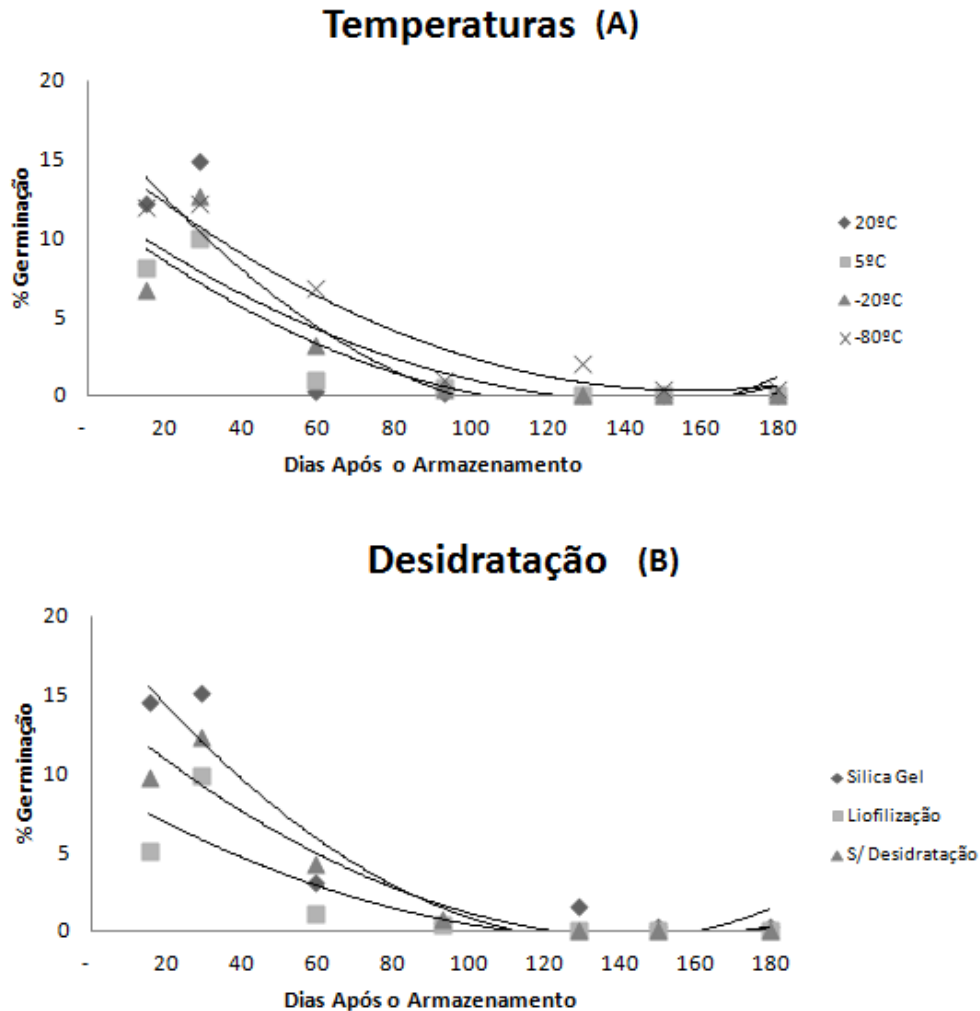 Temperaturas (A)
20
15
10
5
0
% Germinação
- 20 40 60 80 100 120 140 160 180
Dias Após o Armazenamento
20ºC
5ºC
-20ºC
-80ºC
Desidratação (B)
20
15
10
5
0
% Germinação
- 20 40 60 80 100 120 140 160 180
Dias Após o Armazenamento
Silica Gel
Liofilização
S/ Desidratação